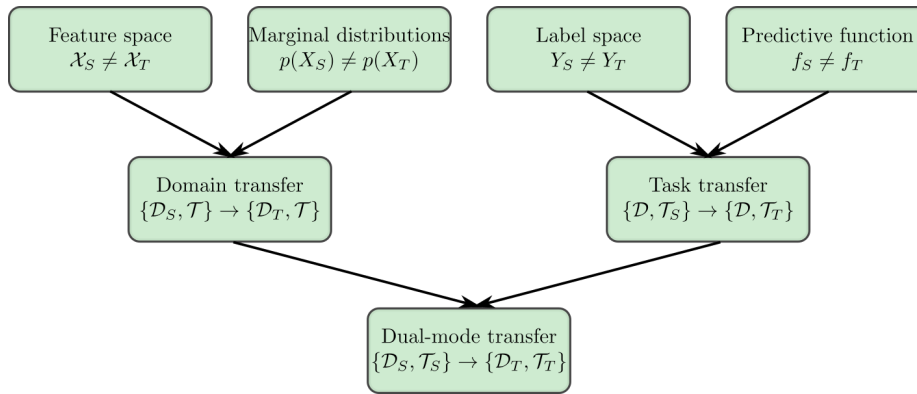 Feature space
𝒳_S ≠ 𝒳_T
Marginal distributions
p(X_S) ≠ p(X_T)
Label space
Y_S ≠ Y_T
Predictive function
f_S ≠ f_T
Domain transfer
{𝒟_S, 𝒯} → {𝒟_T, 𝒯}
Task transfer
{𝒟, 𝒯_S} → {𝒟, 𝒯_T}
Dual-mode transfer
{𝒟_S, 𝒯_S} → {𝒟_T, 𝒯_T}